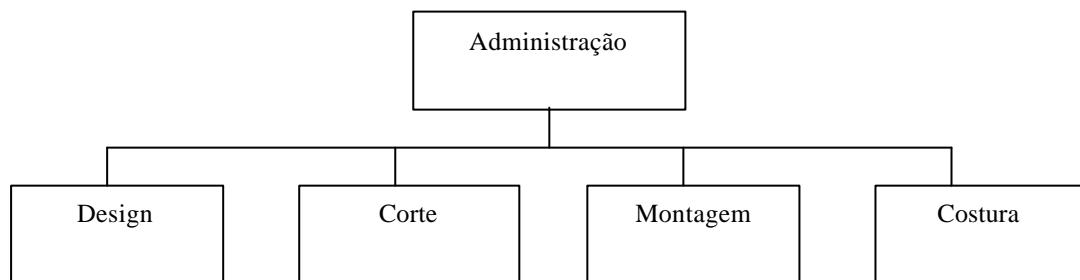 Administração
Design
Corte
Montagem
Costura